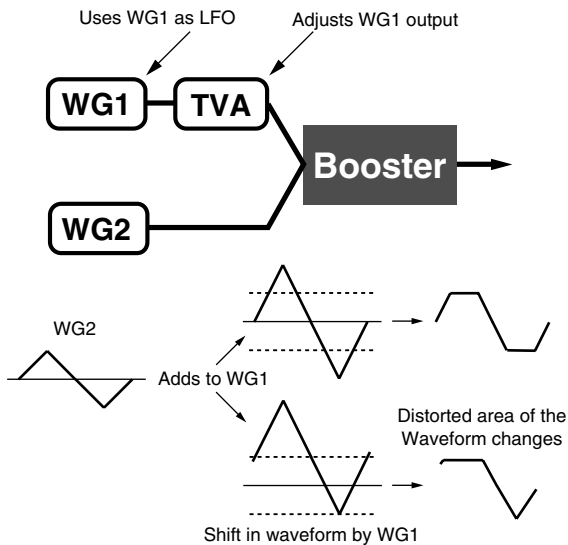 Uses WG1 as LFO
Adjusts WG1 output
WG1
TVA
Booster
WG2
WG2
Adds to WG1
Distorted area of the
Waveform changes
Shift in waveform by WG1